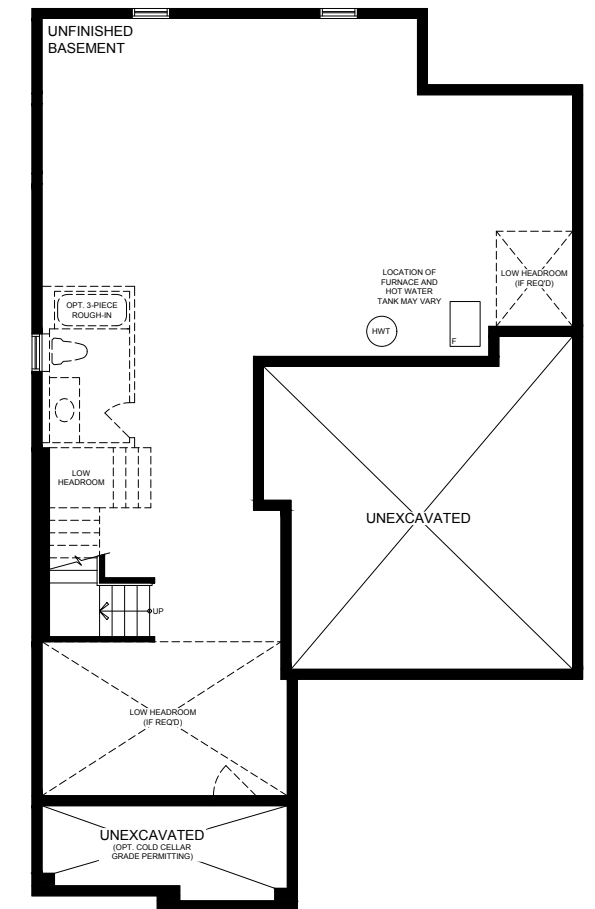 UNFINISHED
BASEMENT
LOW HEADROOM
(IF REQ'D)
LOCATION OF
FURNACE AND
HOT WATER
TANK MAY VARY
OPT. 3-PIECE
ROUGH-IN
HWT
F
LOW
HEADROOM
UNEXCAVATED
UP
LOW HEADROOM
(IF REQ'D)
UNEXCAVATED
(OPT. COLD CELLAR
GRADE PERMITTING)